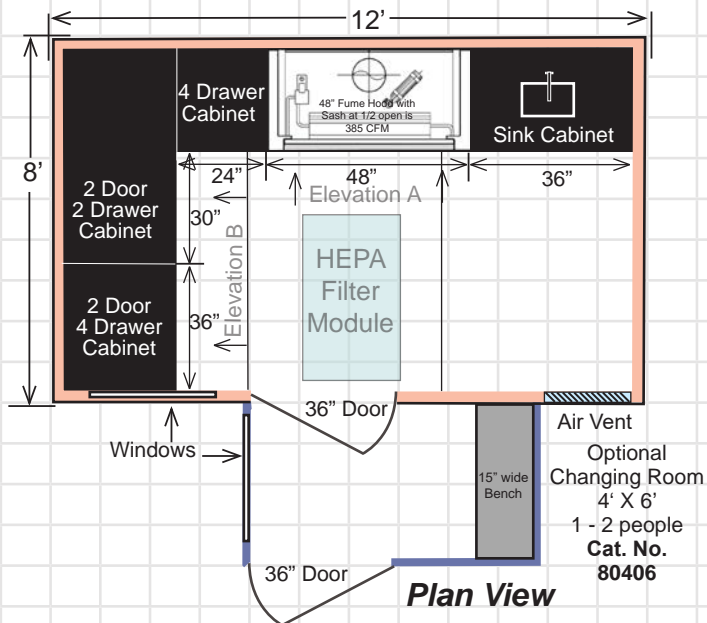 12’
8’
4 Drawer
Cabinet
48" Fume Hood with
Sash at 1/2 open is
385 CFM
Sink Cabinet
24”
48”
36”
2 Door
2 Drawer
Cabinet
30”
Elevation A
Elevation B
HEPA
Filter
Module
2 Door
4 Drawer
Cabinet
36”
36” Door
Air Vent
Windows
15” wide
Bench
Optional
Changing Room
4‘ X 6’
1 - 2 people
Cat. No.
80406
36” Door
Plan View